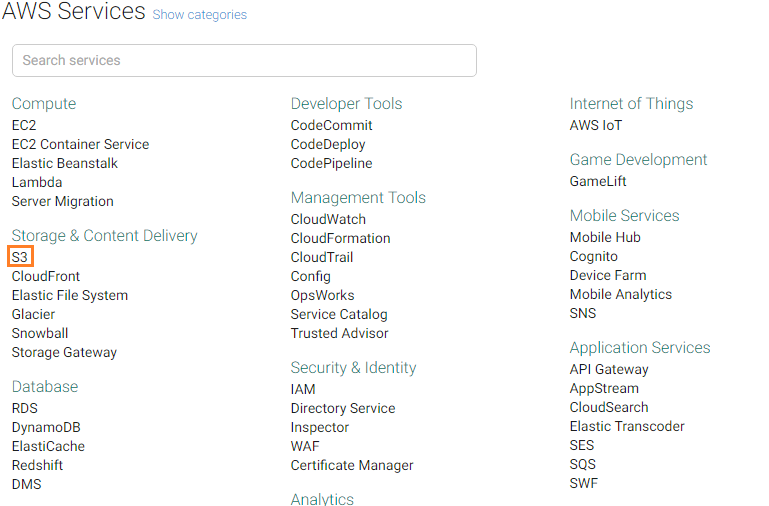 AWS Services Show categories
Search services
Compute
EC2
EC2 Container Service
Elastic Beanstalk
Lambda
Server Migration
Storage & Content Delivery
S3
CloudFront
Elastic File System
Glacier
Snowball
Storage Gateway
Database
RDS
DynamoDB
ElastiCache
Redshift
DMS
Developer Tools
CodeCommit
CodeDeploy
CodePipeline
Management Tools
CloudWatch
CloudFormation
CloudTrail
Config
OpsWorks
Service Catalog
Trusted Advisor
Security & Identity
IAM
Directory Service
Inspector
WAF
Certificate Manager
Analytics
Internet of Things
AWS IoT
Game Development
GameLift
Mobile Services
Mobile Hub
Cognito
Device Farm
Mobile Analytics
SNS
Application Services
API Gateway
AppStream
CloudSearch
Elastic Transcoder
SES
SQS
SWF